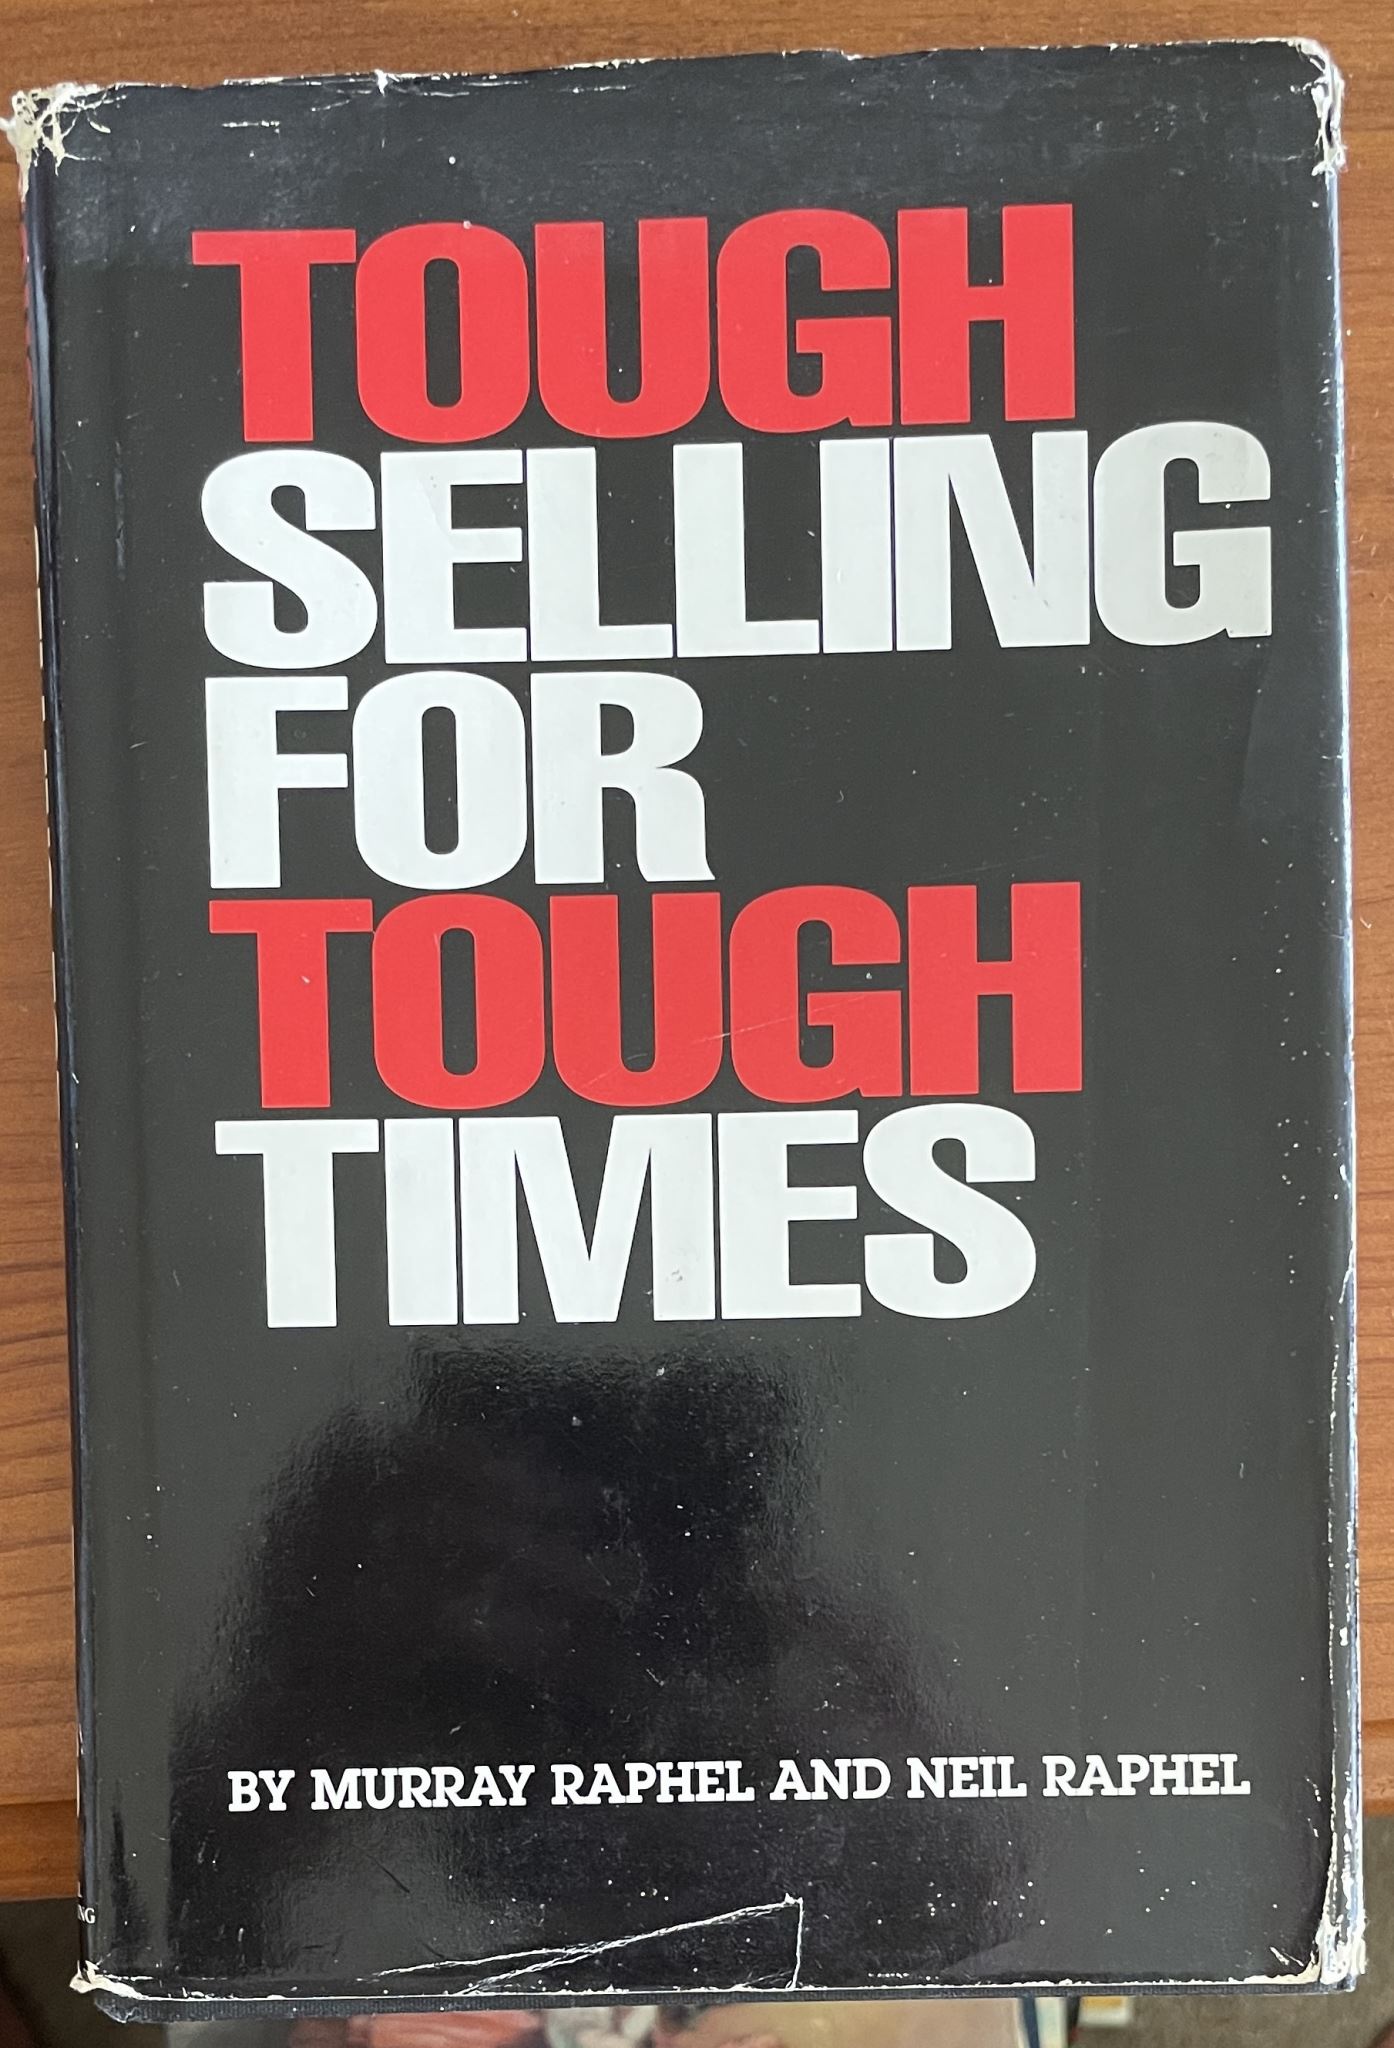 TOUGH
SELLING
FOR
TOUGH
TIMES
BY MURRAY RAPHEL AND NEIL RAPHEL